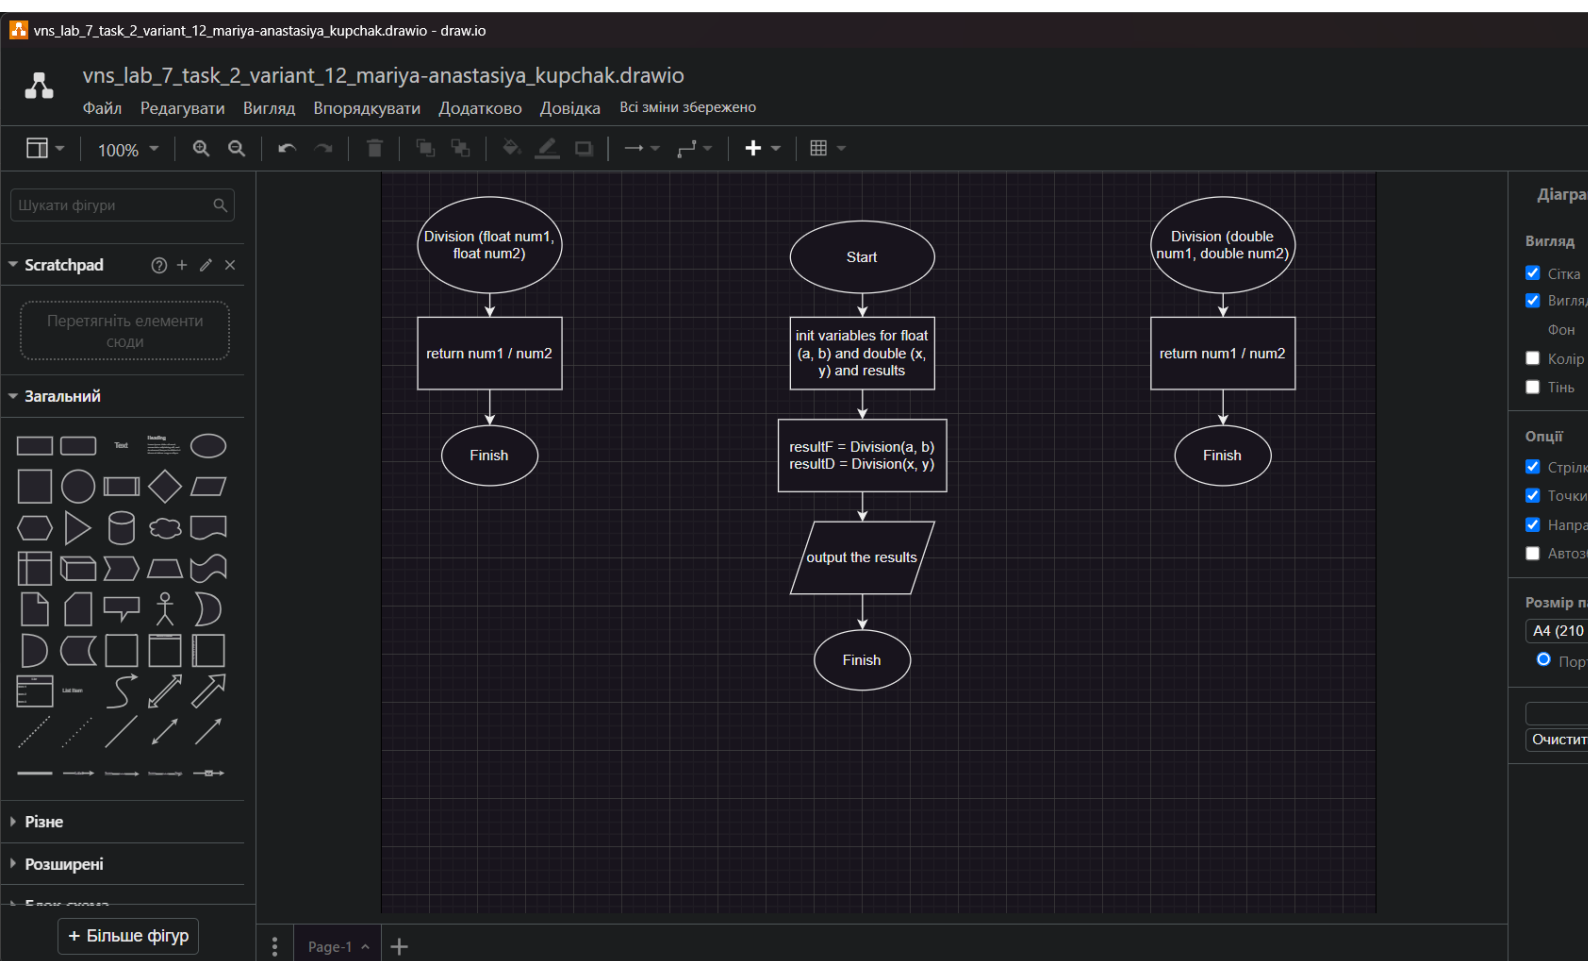 vns_lab_7_task_2_variant_12_mariya-anastasiya_kupchak.drawio - draw.io
vns_lab_7_task_2_variant_12_mariya-anastasiya_kupchak.drawio
Файл Редагувати Вигляд Впорядкувати Додатково Довідка Всі зміни збережено
100%
Шукати фігури
Scratchpad
Перетягніть елементи
сюди
Загальний
Text
Heading
List Item
Різне
Розширені
+ Більше фігур
Division (float num1,
float num2)
return num1 / num2
Finish
Start
init variables for float
(a, b) and double (x,
y) and results
resultF = Division(a, b)
resultD = Division(x, y)
output the results
Finish
Division (double
num1, double num2)
return num1 / num2
Finish
Page-1
Діагра
Вигляд
Сітка
Вигля
Фон
Колір
Тінь
Опції
Стрілк
Точки
Напра
Автоз
Розмір п
A4 (210
Порт
Очистит